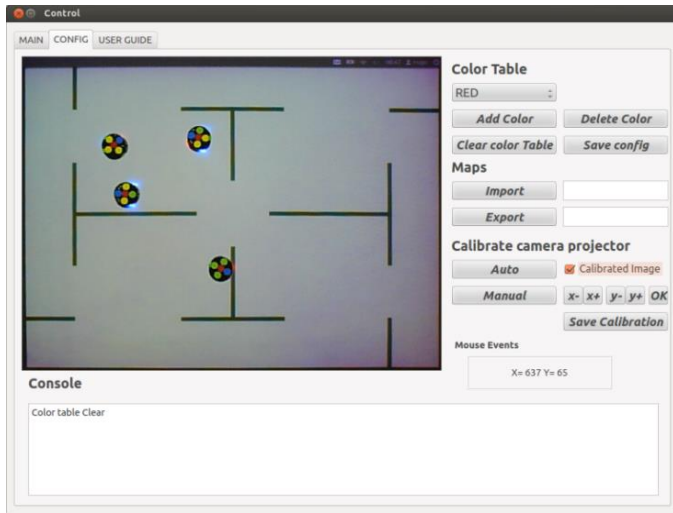 Control
MAIN CONFIG USER GUIDE
Color Table
RED
Add Color Delete Color
Clear color Table Save config
Maps
Import
Export
Calibrate camera projector
Auto Calibrated Image
Manual x- x+ y- y+ OK
Save Calibration
Mouse Events
X= 637 Y= 65
Console
Color table Clear